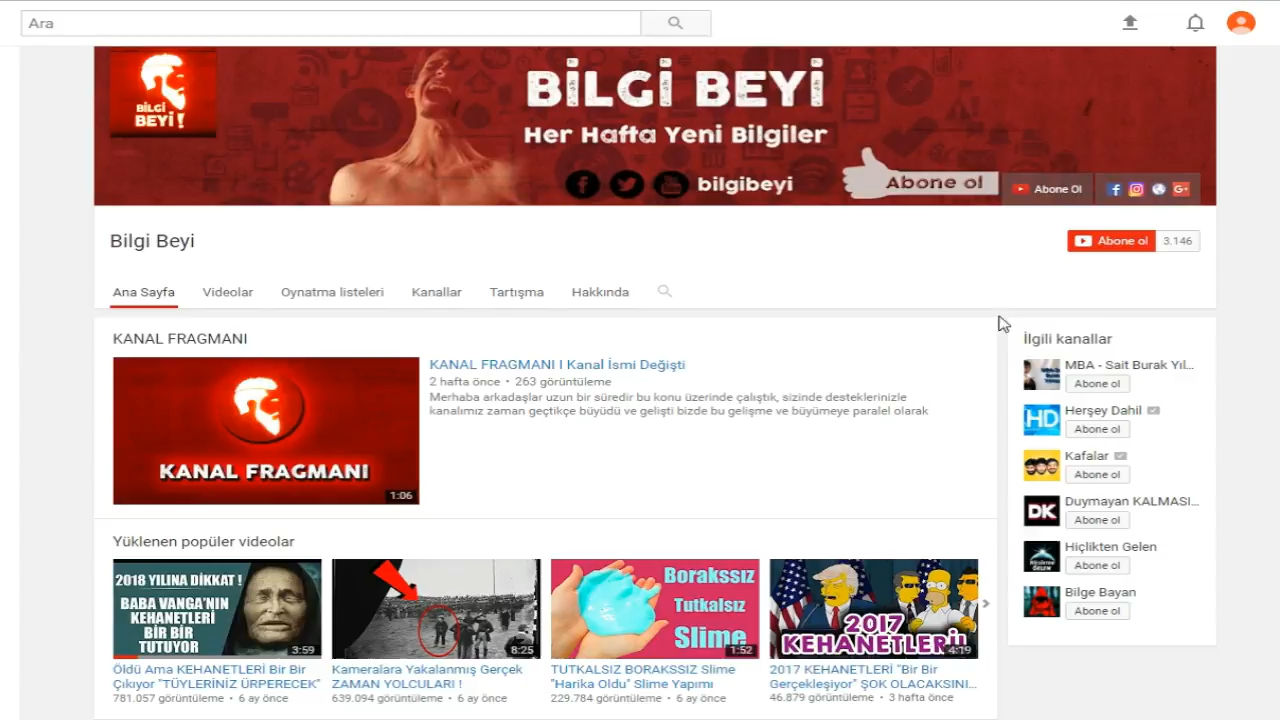 Ara
BİLGİ
BEYİ !
BİLGİ BEYİ
Her Hafta Yeni Bilgiler
bilgibeyi
Abone ol
Abone Ol
Bilgi Beyi
Abone ol 3.146
Ana Sayfa Videolar Oynatma listeleri Kanallar Tartışma Hakkında
KANAL FRAGMANI
KANAL FRAGMANI
1:06
KANAL FRAGMANI I Kanal İsmi Değişti
2 hafta önce • 263 görüntüleme
Merhaba arkadaşlar uzun bir süredir bu konu üzerinde çalıştık, sizinde desteklerinizle
kanalımız zaman geçtikçe büyüdü ve gelişti bizde bu gelişme ve büyümeye paralel olarak
İlgili kanallar
MBA - Sait Burak Yıl...
Abone ol
HD
Herşey Dahil
Abone ol
Kafalar
Abone ol
DK
Duymayan KALMASI...
Abone ol
Hiçlikten Gelen
Abone ol
Bilge Bayan
Abone ol
Yüklenen popüler videolar
2018 YILINA DİKKAT !
BABA VANGA'NIN
KEHANETLERİ
BİR BİR
TUTUYOR
3:59
Öldü Ama KEHANETLERİ Bir Bir
Çıkıyor "TÜYLERİNİZ ÜRPERECEK"
781.057 görüntüleme • 6 ay önce
8:25
Kameralara Yakalanmış Gerçek
ZAMAN YOLCULARI !
639.094 görüntüleme • 6 ay önce
Borakssız
Tutkalsız
Slime
1:52
TUTKALSIZ BORAKSSIZ Slime
"Harika Oldu" Slime Yapımı
229.784 görüntüleme • 6 ay önce
2017
KEHANETLERİ
4:19
2017 KEHANETLERİ "Bir Bir
Gerçekleşiyor" ŞOK OLACAKSINI...
46.879 görüntüleme • 3 hafta önce